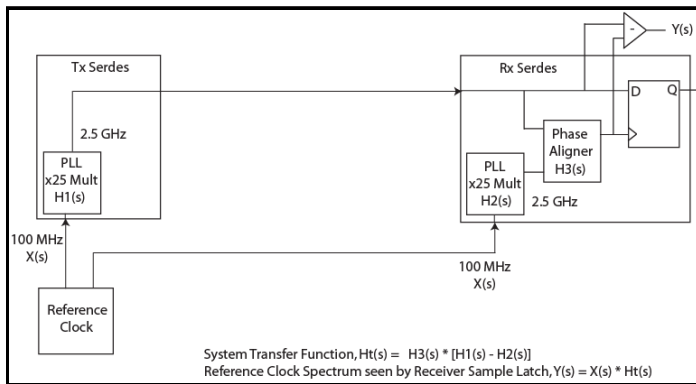 Y(s)
-
Tx Serdes
Rx Serdes
D
Q
2.5 GHz
PLL
x25 Mult
H1(s)
Phase
Aligner
H3(s)
PLL
x25 Mult
H2(s)
2.5 GHz
100 MHz
X(s)
100 MHz
X(s)
Reference
Clock
System Transfer Function, Ht(s) = H3(s) * [H1(s) - H2(s)]
Reference Clock Spectrum seen by Receiver Sample Latch, Y(s) = X(s) * Ht(s)